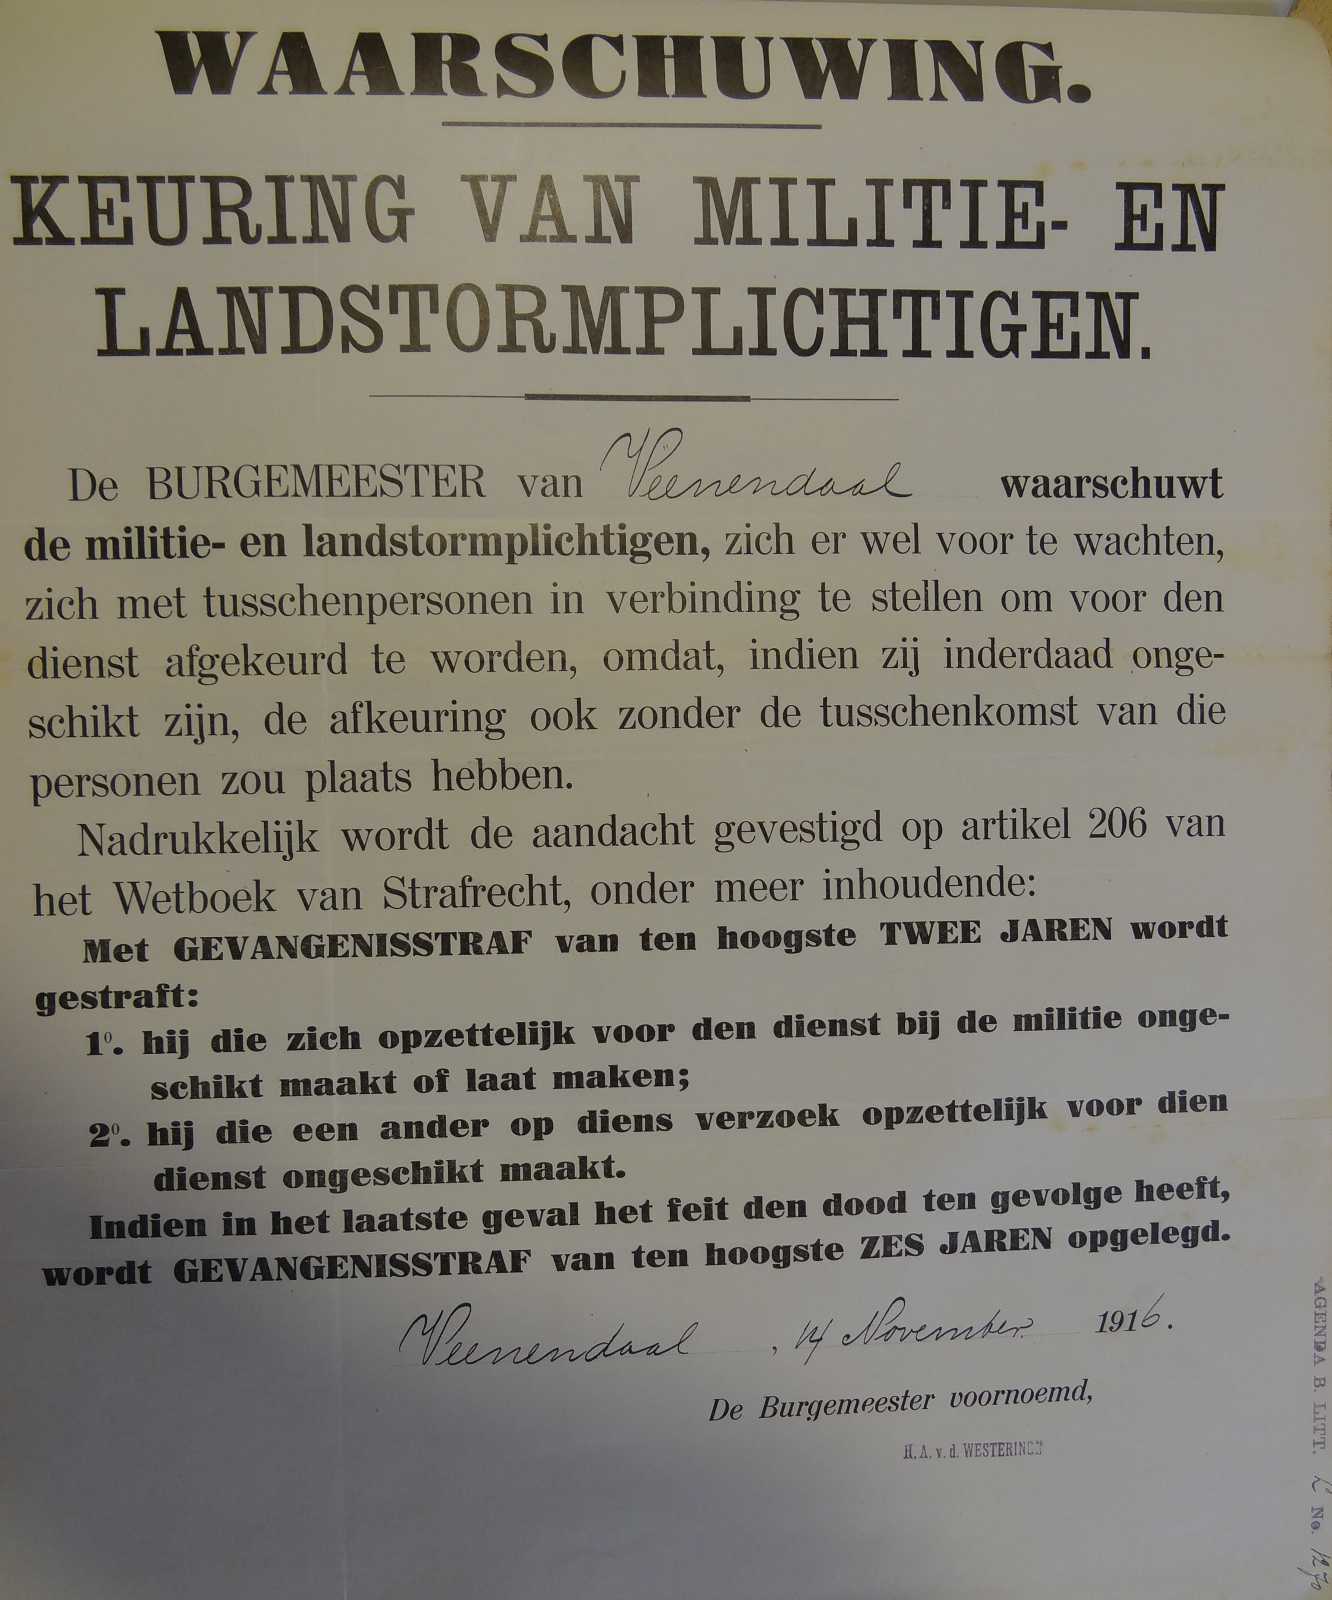 WAARSCHUWING.
KEURING VAN MILITIE- EN
LANDSTORMPLICHTIGEN.
De BURGEMEESTER van Veenendaal waarschuwt
de militie- en landstormplichtigen, zich er wel voor te wachten,
zich met tusschenpersonen in verbinding te stellen om voor den
dienst afgekeurd te worden, omdat, indien zij inderdaad onge-
schikt zijn, de afkeuring ook zonder de tusschenkomst van die
personen zou plaats hebben.
Nadrukkelijk wordt de aandacht gevestigd op artikel 206 van
het Wetboek van Strafrecht, onder meer inhoudende:
Met GEVANGENISSTRAF van ten hoogste TWEE JAREN wordt
gestraft:
1º. hij die zich opzettelijk voor den dienst bij de militie onge-
schikt maakt of laat maken;
2º. hij die een ander op diens verzoek opzettelijk voor dien
dienst ongeschikt maakt.
Indien in het laatste geval het feit den dood ten gevolge heeft,
wordt GEVANGENISSTRAF van ten hoogste ZES JAREN opgelegd.
Veenendaal, 14 November 1916.
De Burgemeester voornoemd,
H. A. v. d. WESTERINGH
AGENDA B. LITT. L No. 1270